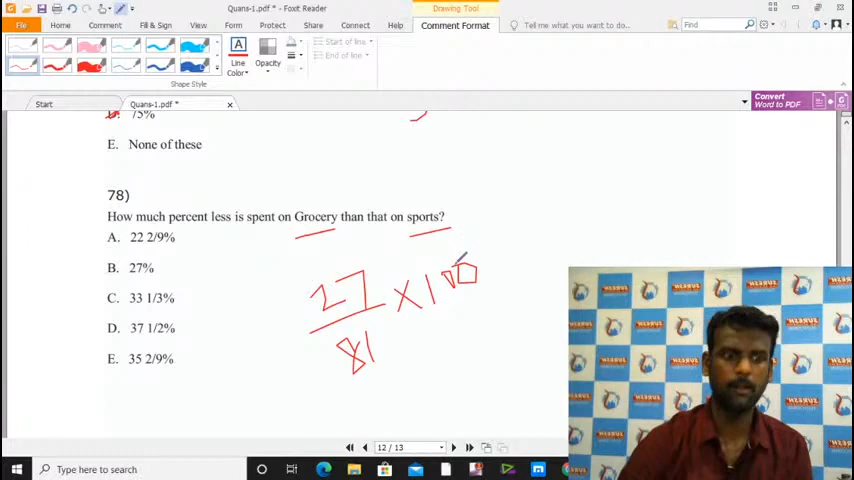 Quans-1.pdf * - Foxit Reader
Drawing Tool
File
Home
Comment
Fill & Sign
View
Form
Protect
Share
Connect
Help
Comment Format
Tell me what you want to do...
Line
Color
Opacity
Start of line
End of line
Shape Style
Start
Quans-1.pdf *
Convert
Word to PDF
D. 75%
E. None of these
78)
How much percent less is spent on Grocery than that on sports?
A. 22 2/9%
B. 27%
C. 33 1/3%
D. 37 1/2%
E. 35 2/9%
27
× 100
81
12 / 13
Type here to search